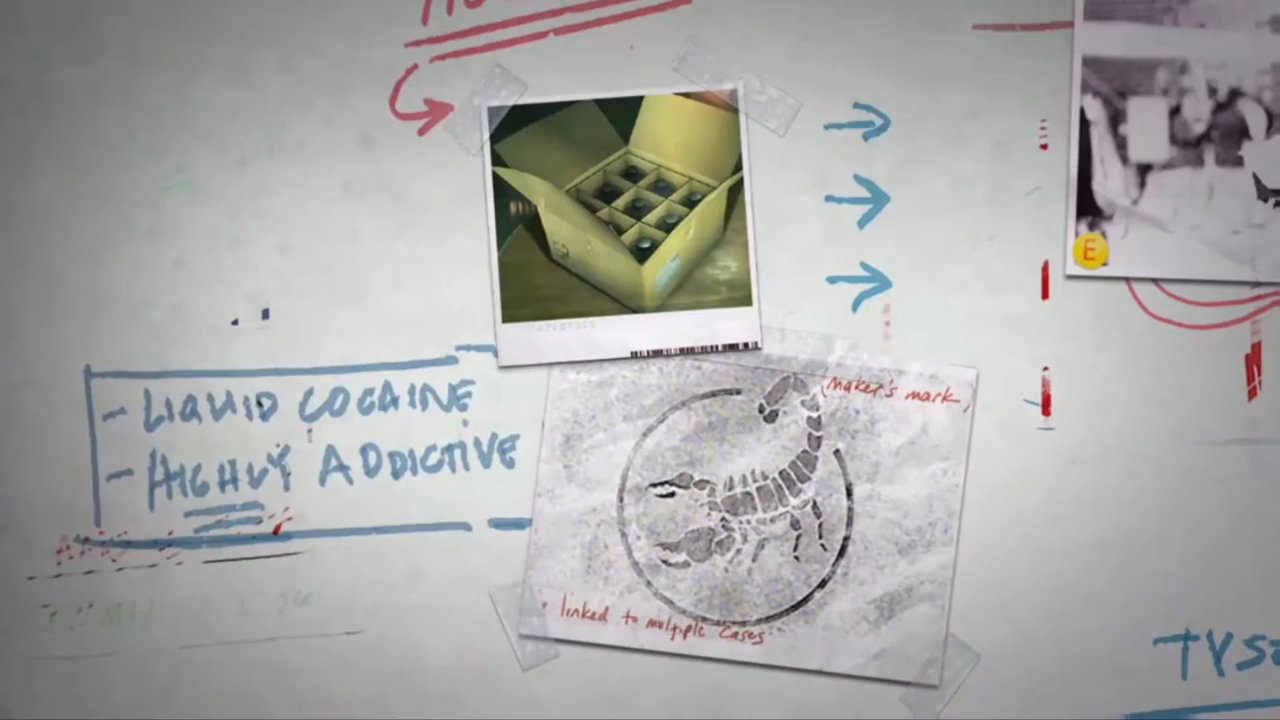 E
(maker's mark,
- LIQUID COCAINE
- HIGHLY ADDICTIVE
• linked to multiple cases